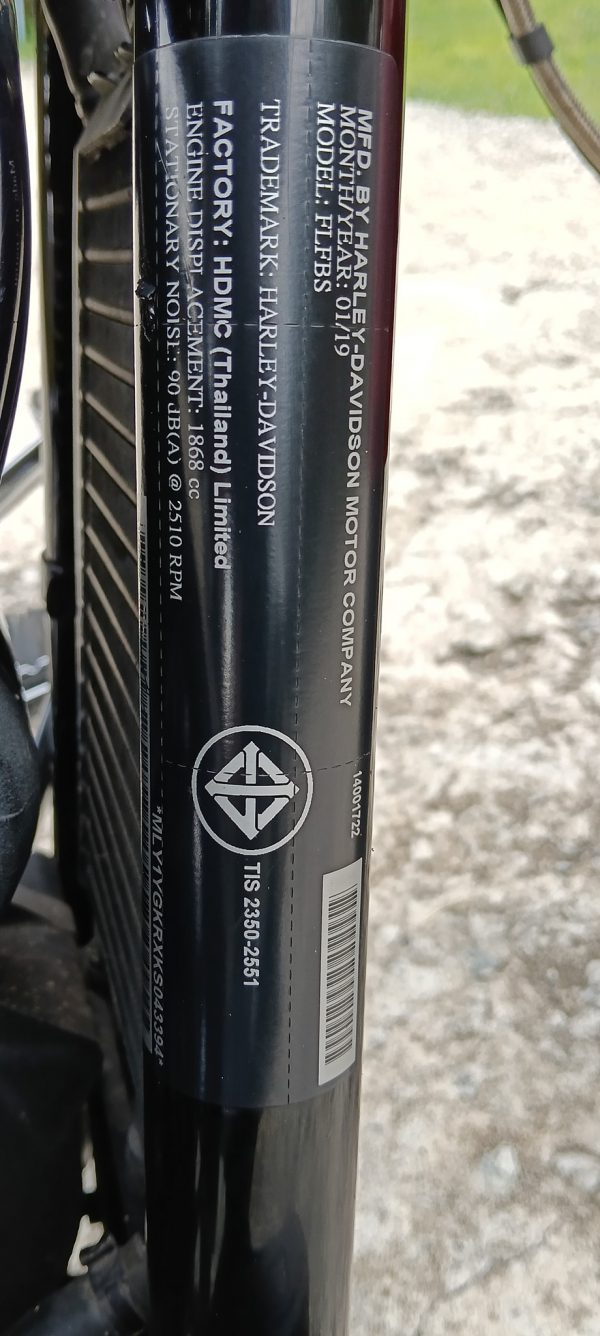 MFD. BY HARLEY-DAVIDSON MOTOR COMPANY
MONTH/YEAR: 01/19
MODEL: FLFBS
TRADEMARK: HARLEY-DAVIDSON
FACTORY: HDMC (Thailand) Limited
ENGINE DISPLACEMENT: 1868 cc
STATIONARY NOISE: 90 dB(A) @ 2510 RPM
14001722
TIS 2350-2551
*MLY1YGKRXKS043394*